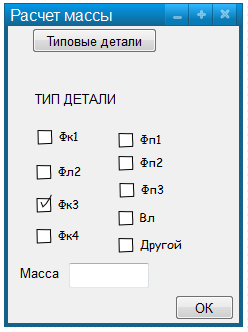 Расчет массы
Типовые детали
ТИП ДЕТАЛИ
Фк1
Фл2
Фк3
Фк4
Фп1
Фп2
Фп3
Вл
Другой
Масса
OK